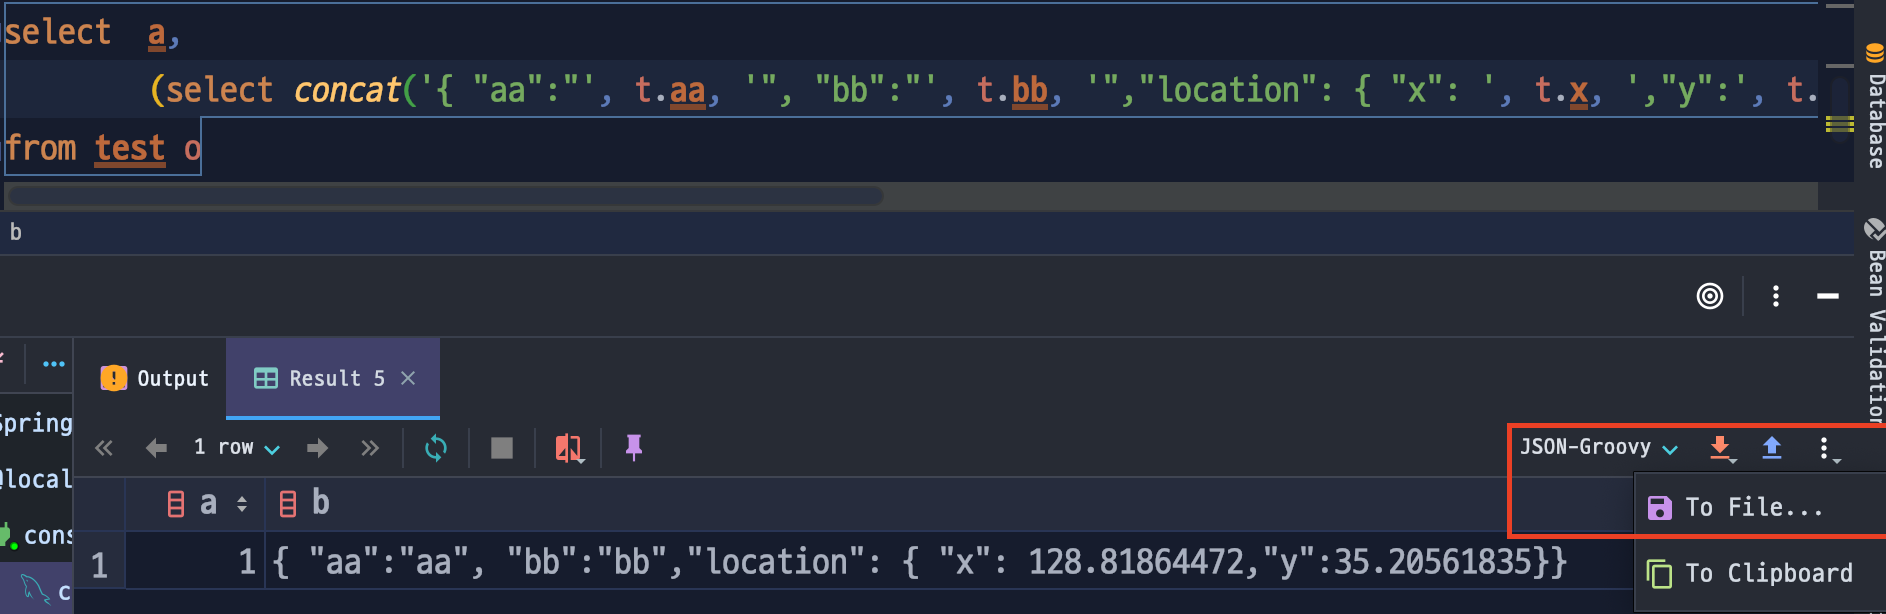 select a,
(select concat('{ "aa":"', t.aa, '", "bb":"', t.bb, '","location": { "x": ', t.x, ',"y":', t.
from test o
b
Database
Bean Validation
Output
Result 5
1 row
JSON-Groovy
To File...
To Clipboard
a
b
1
1
{ "aa":"aa", "bb":"bb","location": { "x": 128.81864472,"y":35.20561835}}
Spring
@local
cons
c